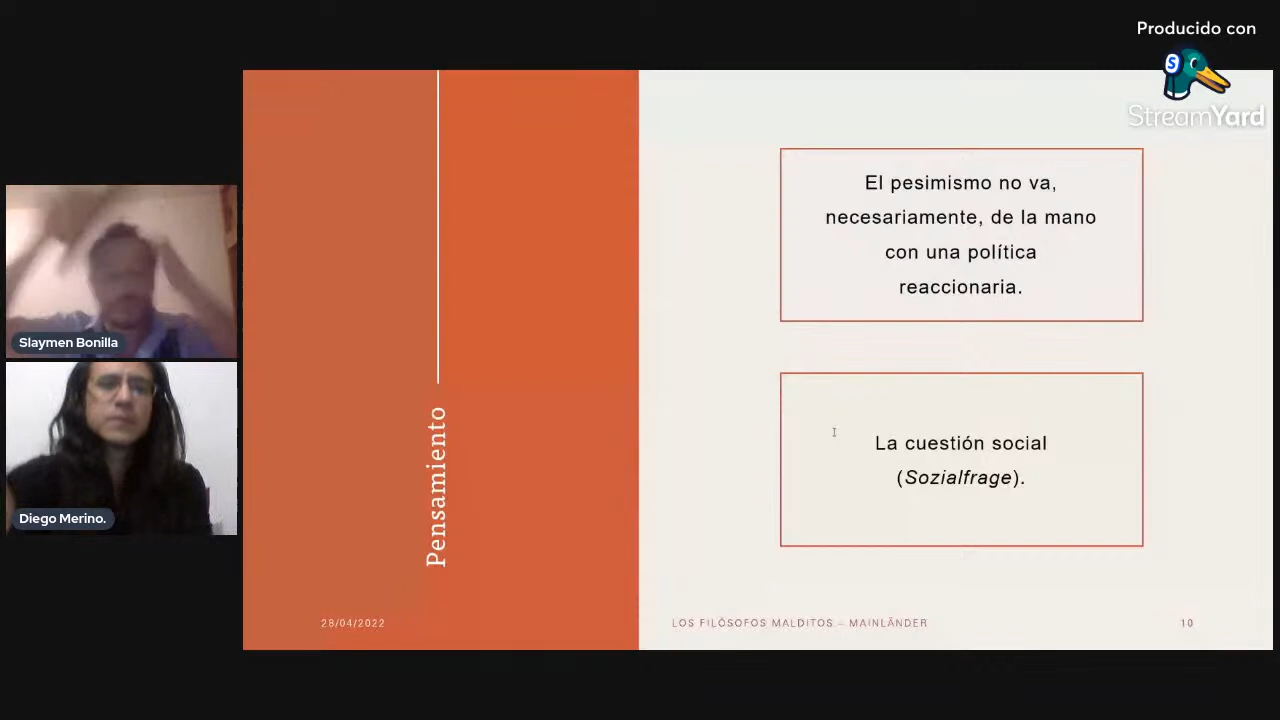 Producido con
StreamYard
El pesimismo no va,
necesariamente, de la mano
con una política
reaccionaria.
La cuestión social
(Sozialfrage).
Pensamiento
Slaymen Bonilla
Diego Merino.
28/04/2022
LOS FILÓSOFOS MALDITOS – MAINLÄNDER
10